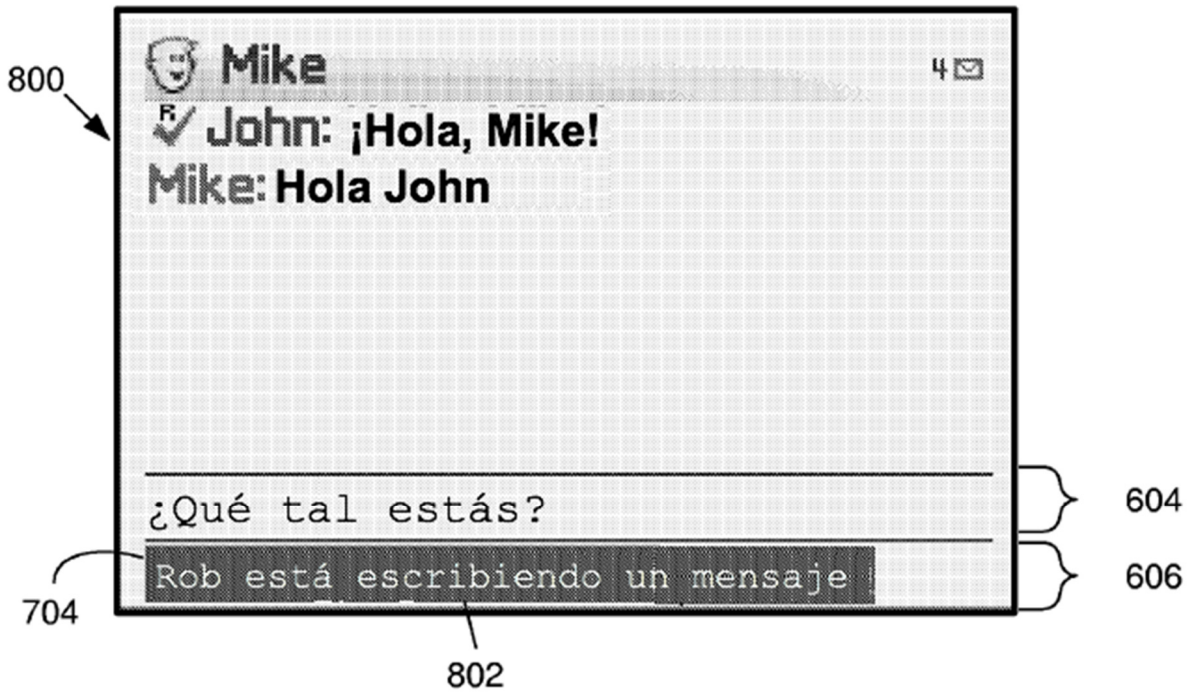 Mike
4
800
R John: ¡Hola, Mike!
Mike: Hola John
¿Qué tal estás?
604
Rob está escribiendo un mensaje
606
704
802